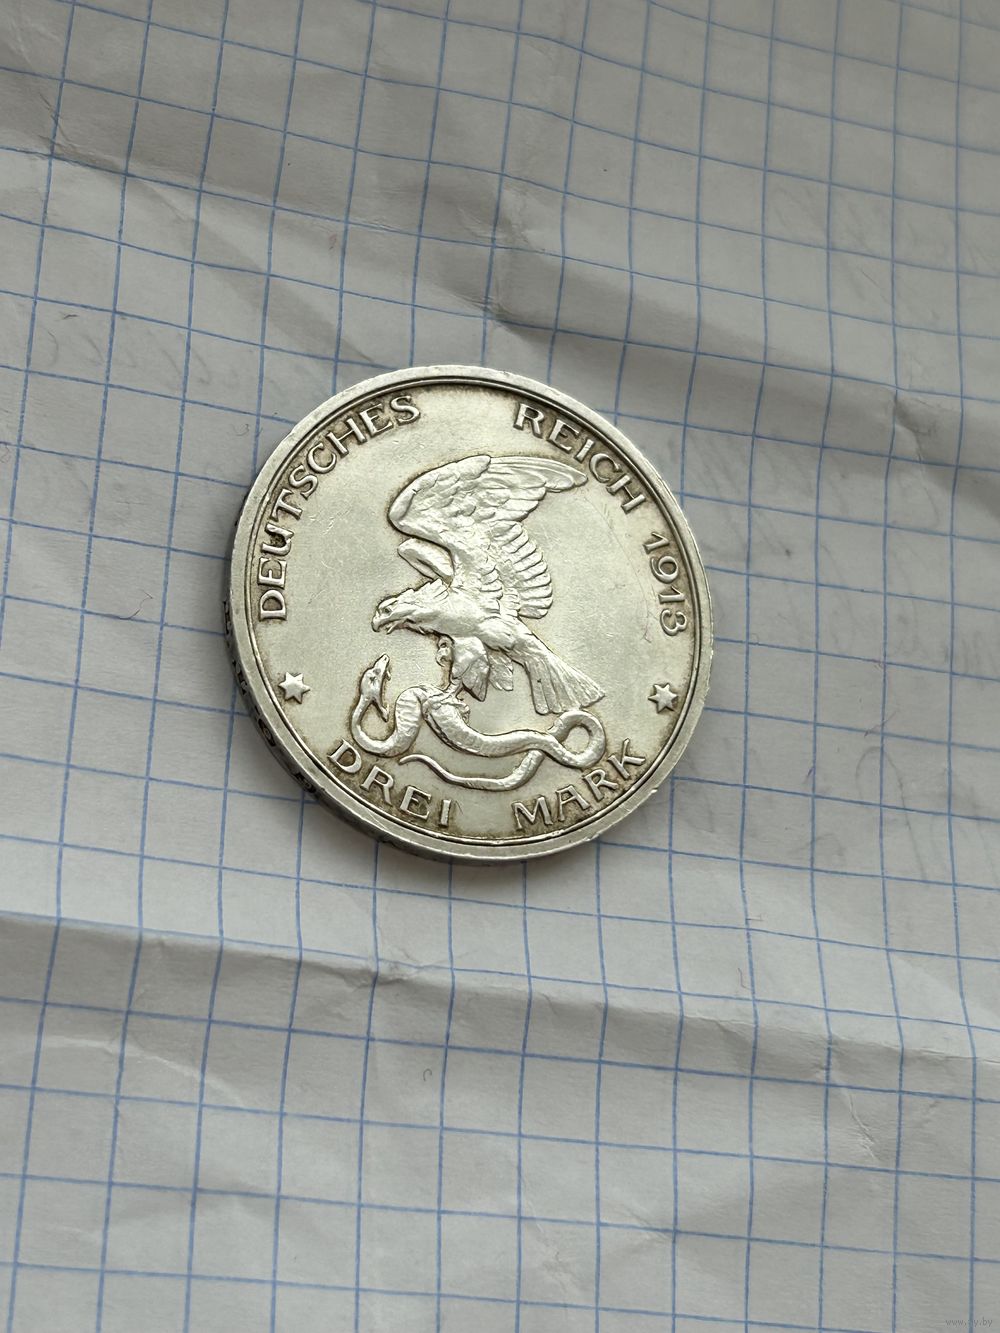 DEUTSCHES REICH 1913
DREI MARK